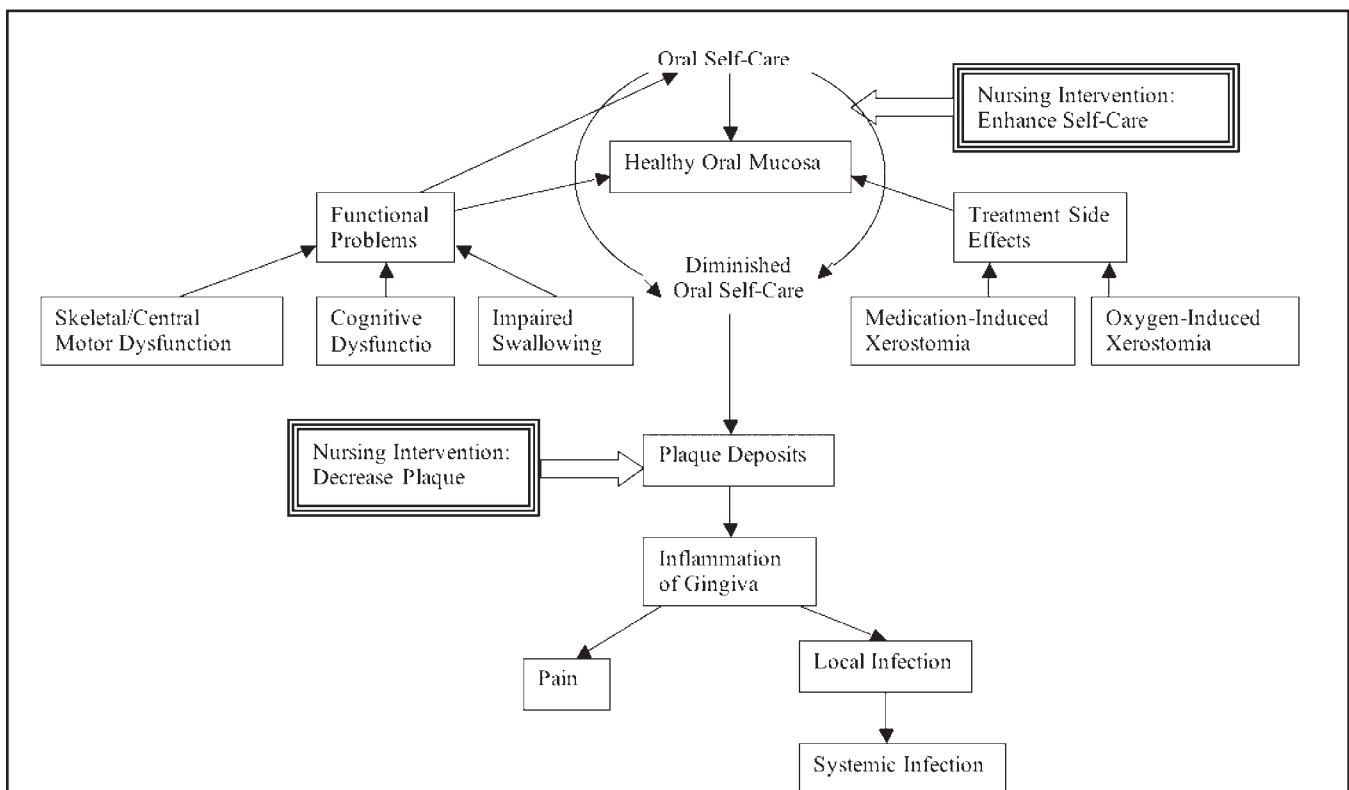 Oral Self-Care
Nursing Intervention:
Enhance Self-Care
Healthy Oral Mucosa
Functional
Problems
Treatment Side
Effects
Diminished
Oral Self-Care
Skeletal/Central
Motor Dysfunction
Cognitive
Dysfunctio
Impaired
Swallowing
Medication-Induced
Xerostomia
Oxygen-Induced
Xerostomia
Nursing Intervention:
Decrease Plaque
Plaque Deposits
Inflammation
of Gingiva
Pain
Local Infection
Systemic Infection